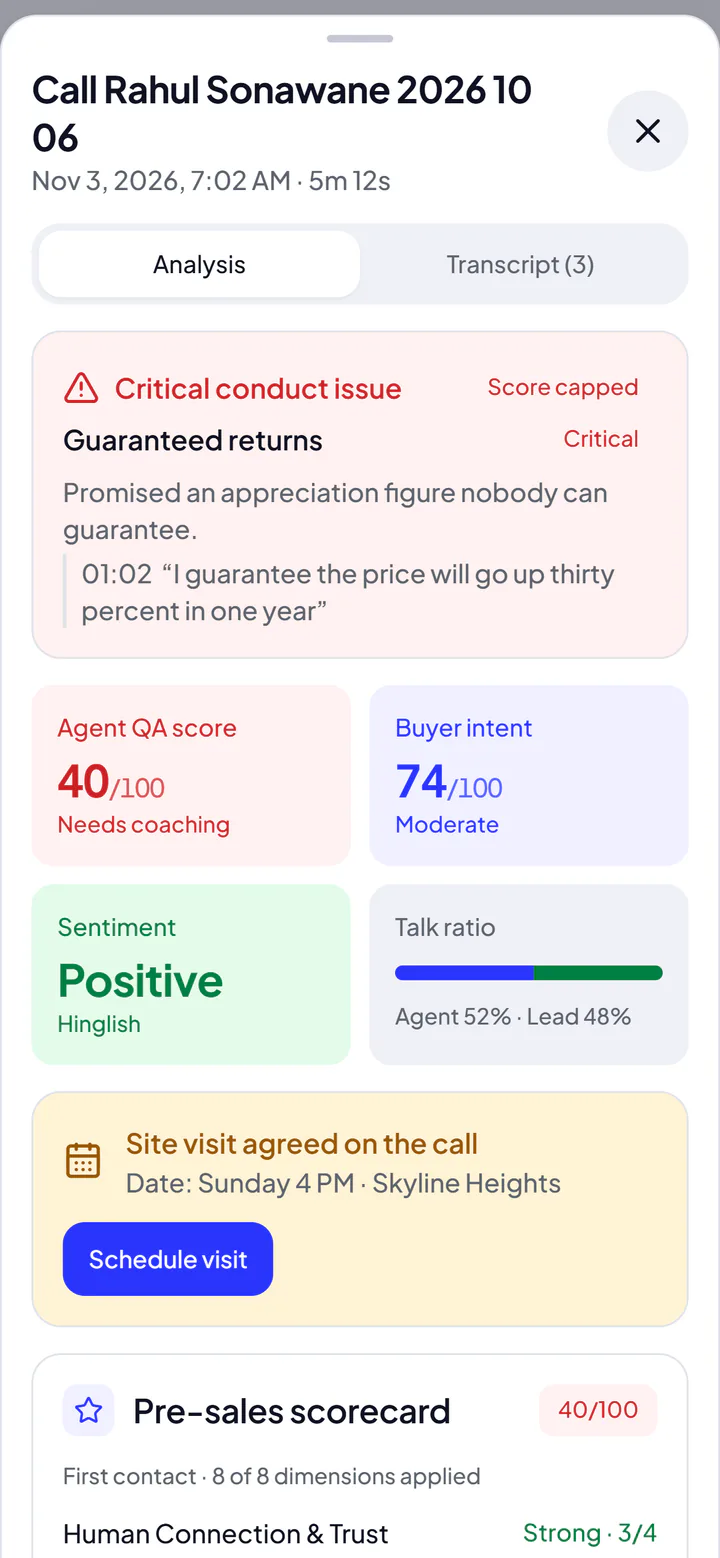 Call Rahul Sonawane 2026 10
06
Nov 3, 2026, 7:02 AM · 5m 12s
Analysis
Transcript (3)
Critical conduct issue
Score capped
Guaranteed returns
Critical
Promised an appreciation figure nobody can
guarantee.
01:02 “I guarantee the price will go up thirty
percent in one year”
Agent QA score
40/100
Needs coaching
Buyer intent
74/100
Moderate
Sentiment
Positive
Hinglish
Talk ratio
Agent 52% · Lead 48%
Site visit agreed on the call
Date: Sunday 4 PM · Skyline Heights
Schedule visit
Pre-sales scorecard
40/100
First contact · 8 of 8 dimensions applied
Human Connection & Trust
Strong · 3/4